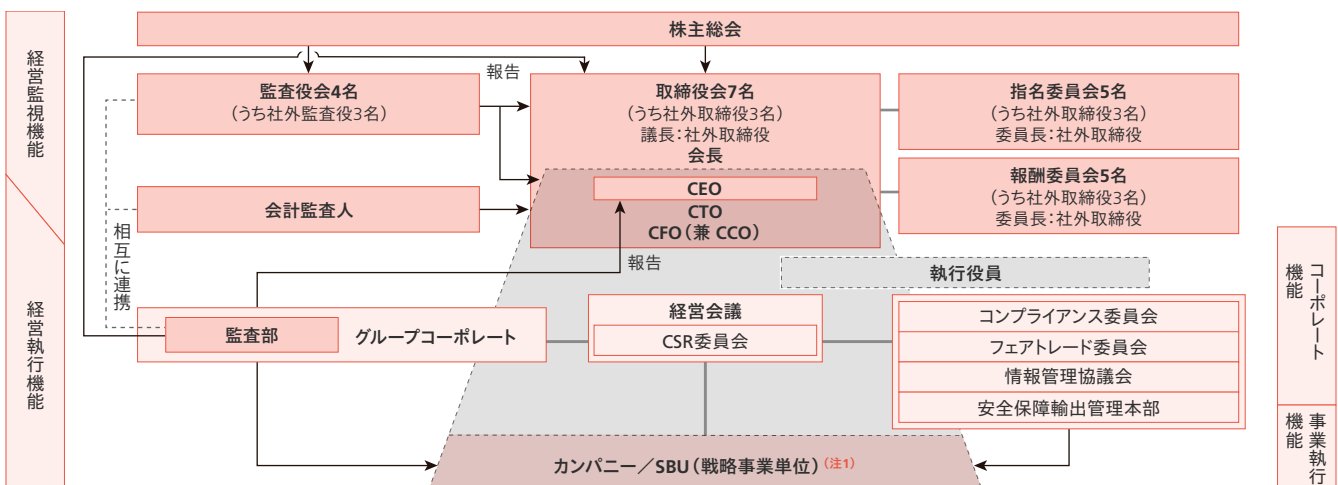 株主総会
経営監視機能
報告
監査役会4名
(うち社外監査役3名)
取締役会7名
(うち社外取締役3名)
議長:社外取締役
会長
指名委員会5名
(うち社外取締役3名)
委員長:社外取締役
CEO
CTO
CFO(兼 CCO)
報酬委員会5名
(うち社外取締役3名)
委員長:社外取締役
会計監査人
相互に連携
報告
執行役員
コーポレート機能
経営執行機能
監査部
グループコーポレート
経営会議
CSR委員会
コンプライアンス委員会
フェアトレード委員会
情報管理協議会
安全保障輸出管理本部
事業執行機能
カンパニー/SBU(戦略事業単位)(注1)